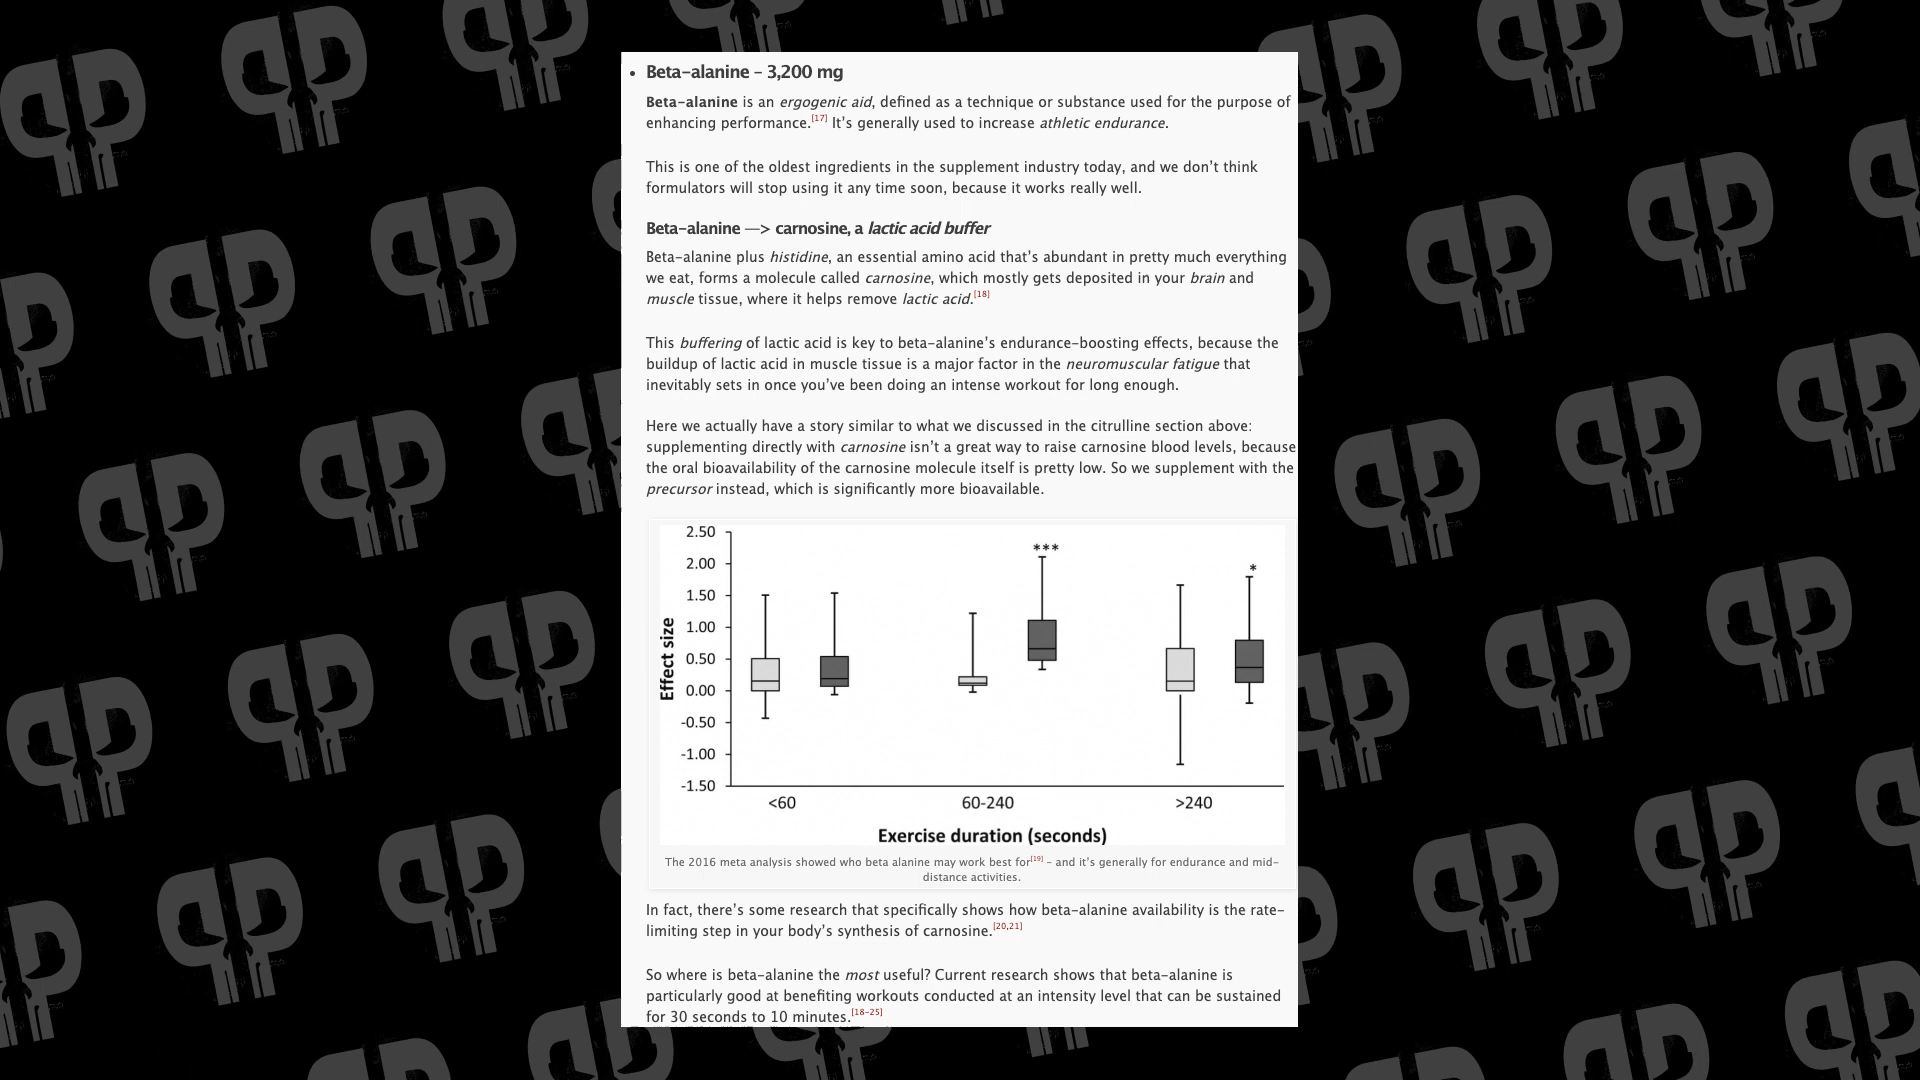 • Beta-alanine – 3,200 mg
Beta-alanine is an ergogenic aid, defined as a technique or substance used for the purpose of
enhancing performance.[17] It’s generally used to increase athletic endurance.
This is one of the oldest ingredients in the supplement industry today, and we don’t think
formulators will stop using it any time soon, because it works really well.
Beta-alanine —> carnosine, a lactic acid buffer
Beta-alanine plus histidine, an essential amino acid that’s abundant in pretty much everything
we eat, forms a molecule called carnosine, which mostly gets deposited in your brain and
muscle tissue, where it helps remove lactic acid.[18]
This buffering of lactic acid is key to beta-alanine’s endurance-boosting effects, because the
buildup of lactic acid in muscle tissue is a major factor in the neuromuscular fatigue that
inevitably sets in once you’ve been doing an intense workout for long enough.
Here we actually have a story similar to what we discussed in the citrulline section above:
supplementing directly with carnosine isn’t a great way to raise carnosine blood levels, because
the oral bioavailability of the carnosine molecule itself is pretty low. So we supplement with the
precursor instead, which is significantly more bioavailable.
2.50
2.00
1.50
1.00
0.50
0.00
-0.50
-1.00
-1.50
Effect size
***
*
<60 60-240 >240
Exercise duration (seconds)
The 2016 meta analysis showed who beta alanine may work best for[19] – and it’s generally for endurance and mid-
distance activities.
In fact, there’s some research that specifically shows how beta-alanine availability is the rate-
limiting step in your body’s synthesis of carnosine.[20,21]
So where is beta-alanine the most useful? Current research shows that beta-alanine is
particularly good at benefiting workouts conducted at an intensity level that can be sustained
for 30 seconds to 10 minutes.[18-25]